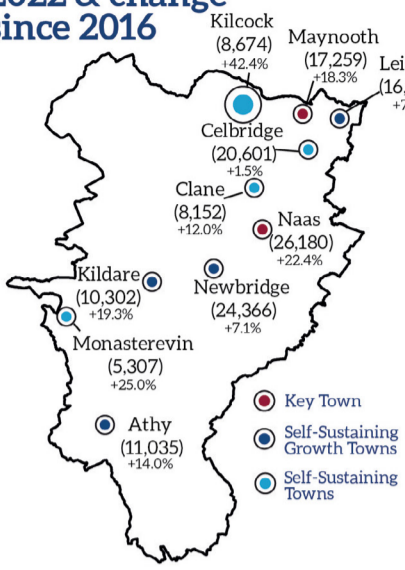 2022 & change
since 2016
Kilcock
(8,674)
+42.4%
Maynooth
(17,259)
+18.3%
Celbridge
(20,601)
+1.5%
Clane
(8,152)
+12.0%
Naas
(26,180)
+22.4%
Kildare
(10,302)
+19.3%
Newbridge
(24,366)
+7.1%
Monasterevin
(5,307)
+25.0%
Athy
(11,035)
+14.0%
Key Town
Self-Sustaining
Growth Towns
Self-Sustaining
Towns